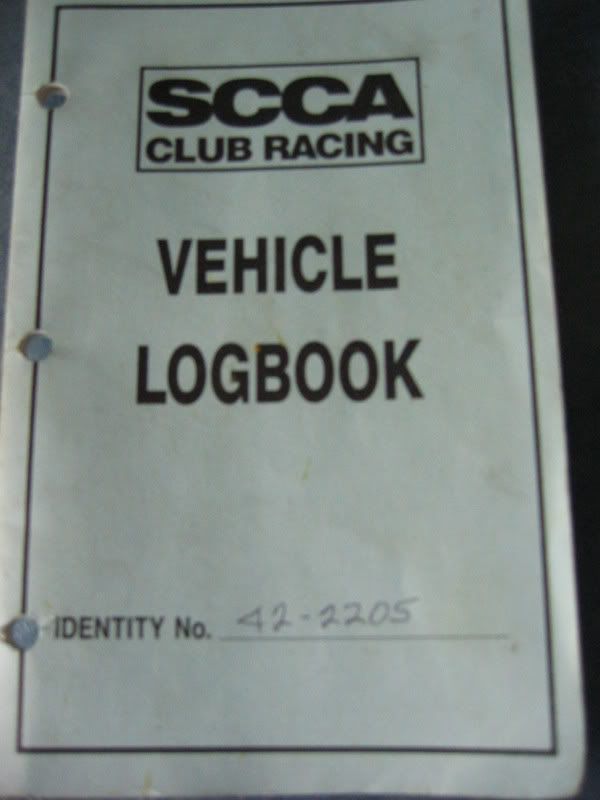 SCCA
CLUB RACING
VEHICLE
LOGBOOK
IDENTITY No. 42-2205